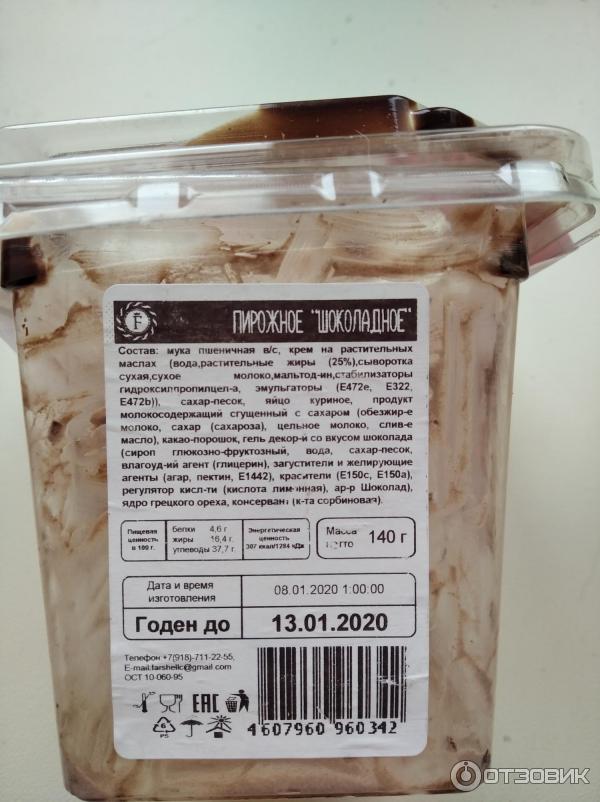 F
ПИРОЖНОЕ "ШОКОЛАДНОЕ"
Состав: мука пшеничная в/с, крем на растительных
маслах (вода,растительные жиры (25%),сыворотка
сухая,сухое молоко,мальтод-ин,стабилизаторы
гидроксилпропилцел-а, эмульгаторы (Е472е, Е322,
Е472b)), сахар-песок, яйцо куриное, продукт
молокосодержащий сгущенный с сахаром (обезжир-е
молоко, сахар (сахароза), цельное молоко, слив-е
масло), какао-порошок, гель декор-й со вкусом шоколада
(сироп глюкозно-фруктозный, вода, сахар-песок,
влагоуд-ий агент (глицерин), загустители и желирующие
агенты (агар, пектин, Е1442), красители (Е150с, Е150а),
регулятор кисл-ти (кислота лимонная), ар-р Шоколад),
ядро грецкого ореха, консервант (к-та сорбиновая).
Пищевая ценность в 100 г.
белки 4,6 г
жиры 16,4 г
углеводы 37,7 г.
Энергетическая ценность
307 ккал/1284 кДж
Масса нетто 140 г
Дата и время изготовления 08.01.2020 1:00:00
Годен до 13.01.2020
Телефон +7(918)-711-22-55,
E-mail.farshellc@gmail.com
ОСТ 10-060-95
EAC
6
PS
4607960 960342
ОТЗОВИК